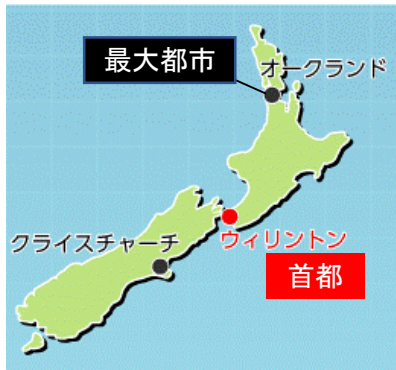 最大都市
オークランド
クライスチャーチ
ウィリントン
首都